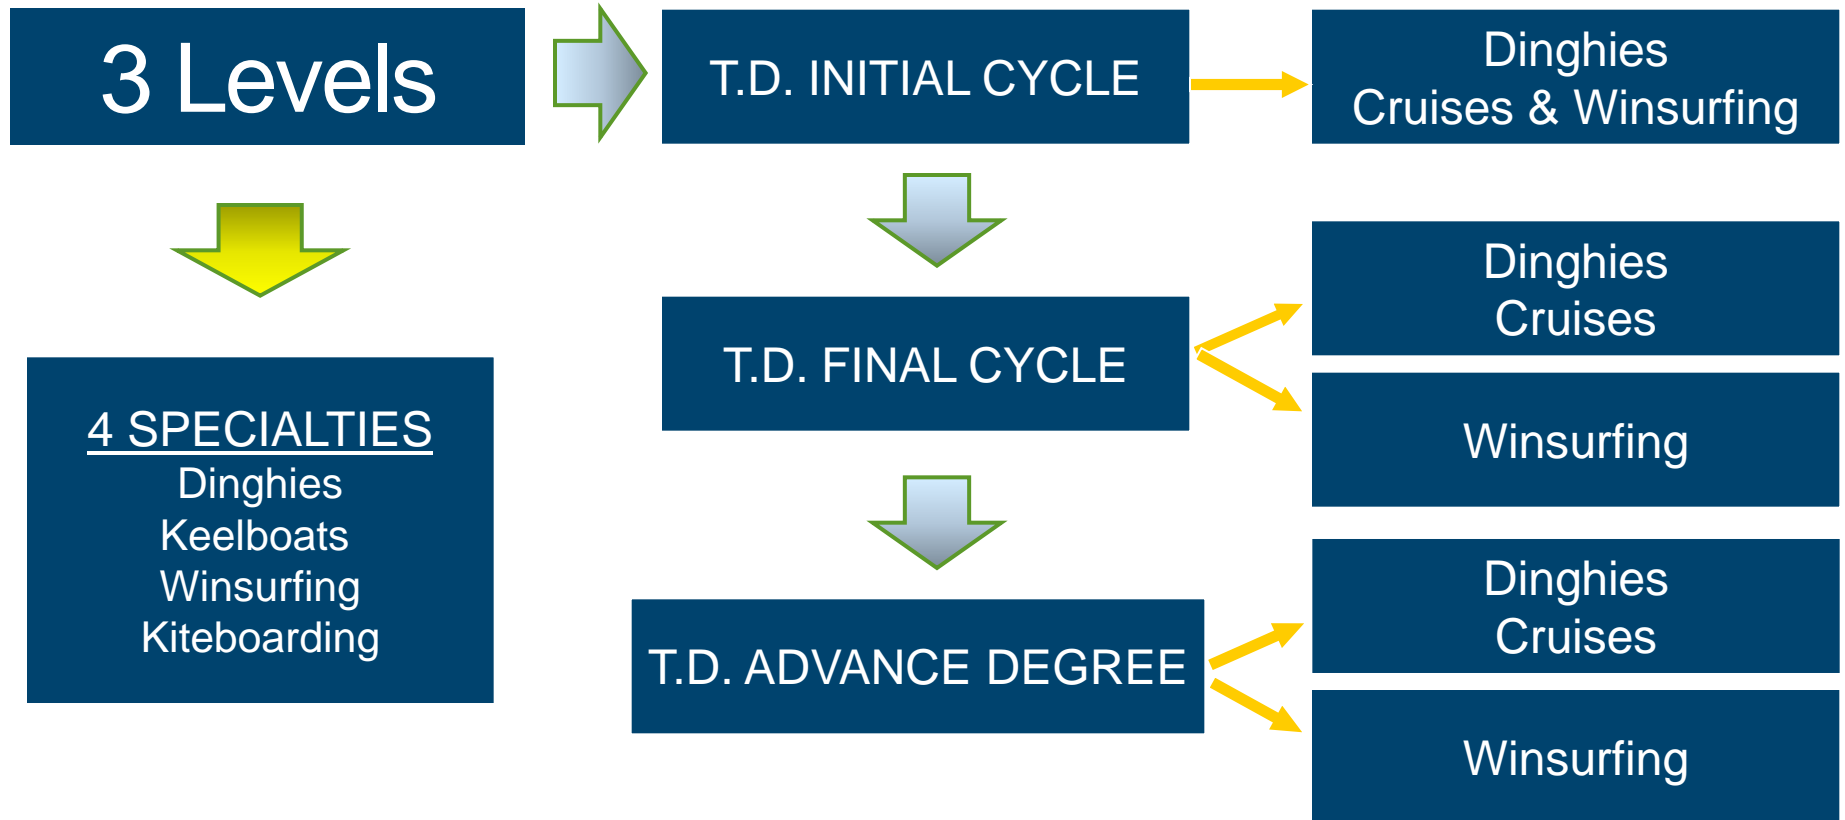 3 Levels
T.D. INITIAL CYCLE
Dinghies
Cruises & Winsurfing
4 SPECIALTIES
Dinghies
Keelboats
Winsurfing
Kiteboarding
T.D. FINAL CYCLE
Dinghies
Cruises
Winsurfing
T.D. ADVANCE DEGREE
Dinghies
Cruises
Winsurfing